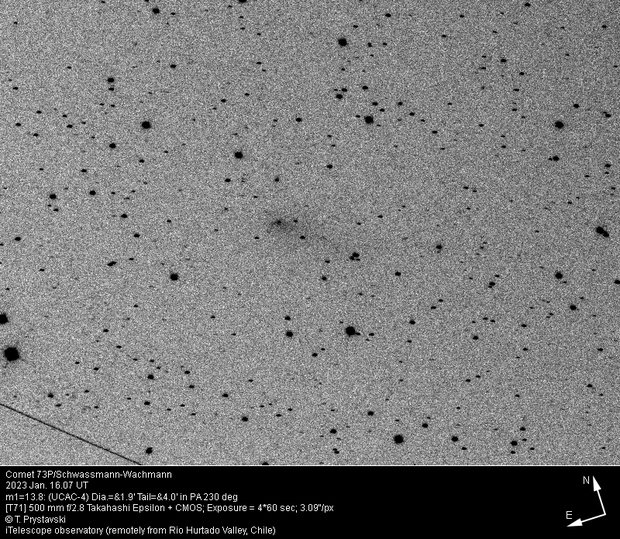 Comet 73P/Schwassmann-Wachmann
2023 Jan. 16.07 UT
m1=13.8: (UCAC-4) Dia.=&1.9' Tail=&4.0' in PA 230 deg
[T71] 500 mm f/2.8 Takahashi Epsilon + CMOS; Exposure = 4*60 sec; 3.09"/px
© T. Prystavski
iTelescope observatory (remotely from Rio Hurtado Valley, Chile)
N
E